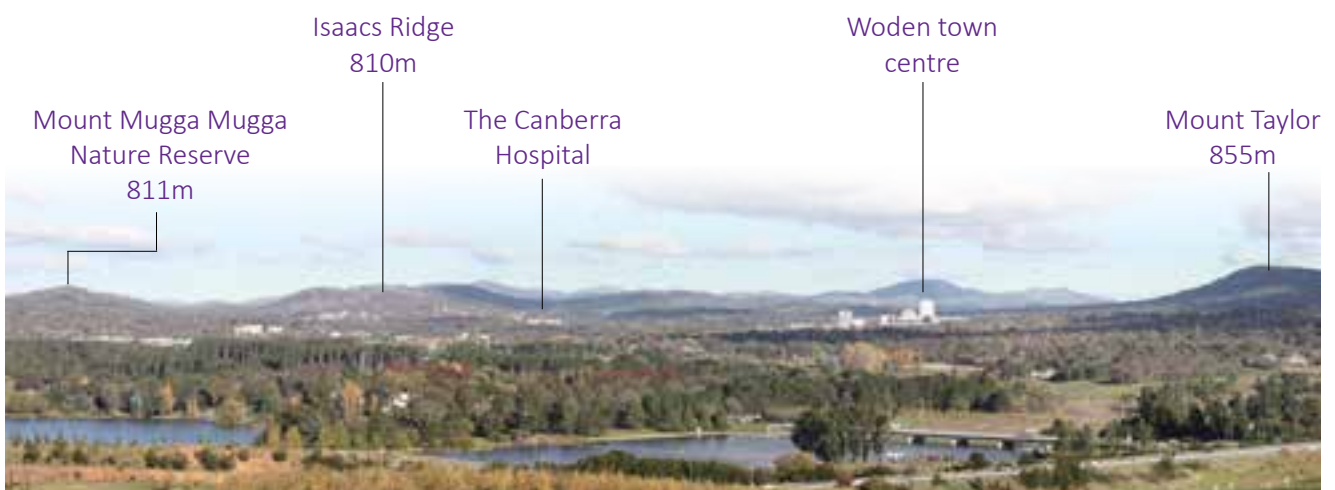 Isaacs Ridge
810m
Woden town
centre
Mount Mugga Mugga
Nature Reserve
811m
The Canberra
Hospital
Mount Taylor
855m